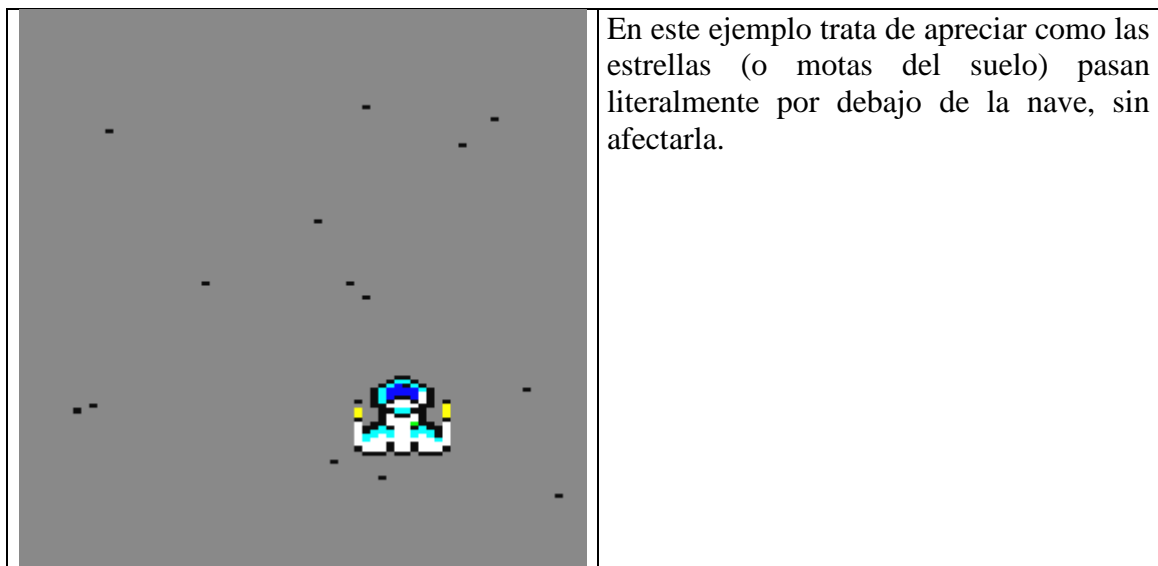 En este ejemplo trata de apreciar como las
estrellas (o motas del suelo) pasan
literalmente por debajo de la nave, sin
afectarla.